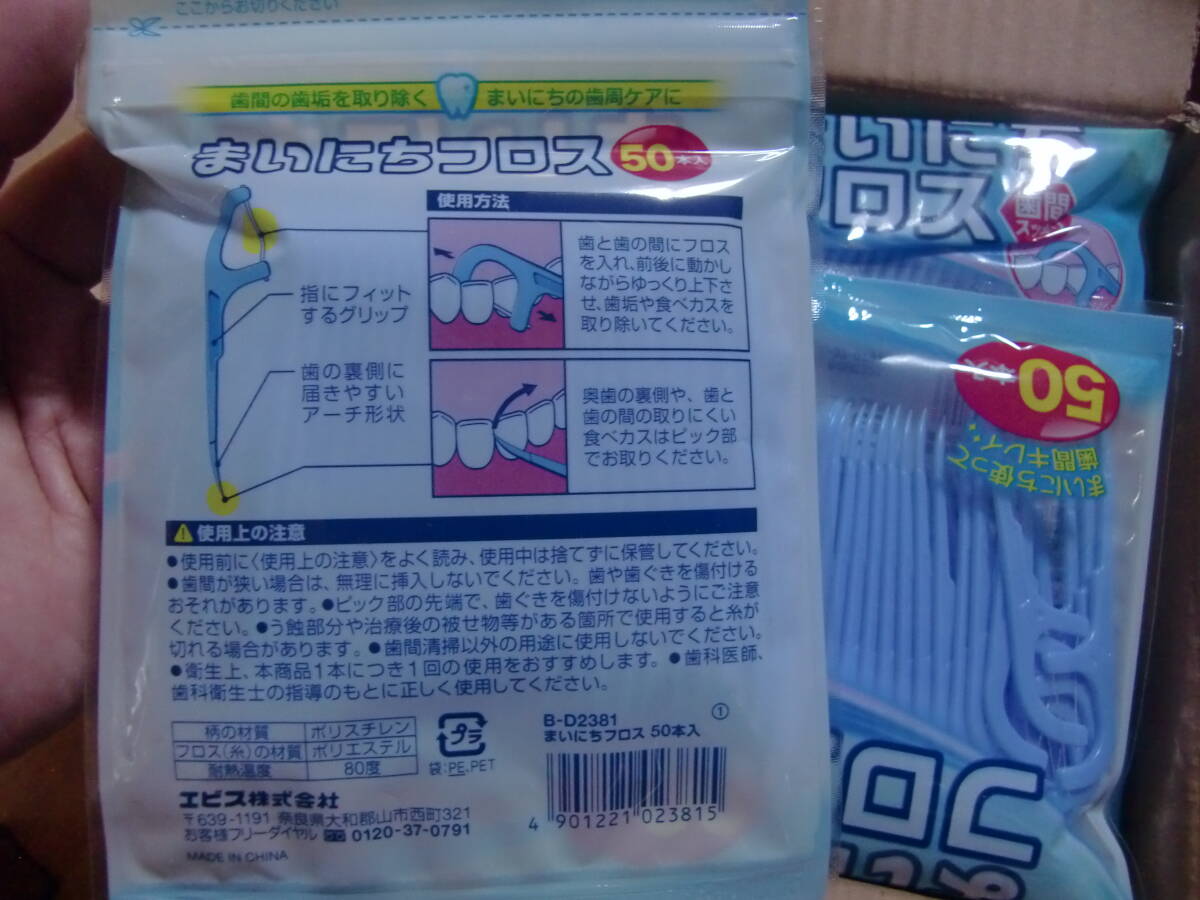 ここからお切りください
歯間の歯垢を取り除く
まいにちの歯周ケアに
まいにちフロス
50本入
指にフィット
するグリップ
歯の裏側に
届きやすい
アーチ形状
使用方法
歯と歯の間にフロス
を入れ、前後に動かし
ながらゆっくり上下さ
せ、歯垢や食べカスを
取り除いてください。
奥歯の裏側や、歯と
歯の間の取りにくい
食べカスはピック部
でお取りください。
使用上の注意
●使用前に〈使用上の注意〉をよく読み、使用中は捨てずに保管してください。
●歯間が狭い場合は、無理に挿入しないでください。歯や歯ぐきを傷付ける
おそれがあります。●ピック部の先端で、歯ぐきを傷付けないようにご注意
ください。●う蝕部分や治療後の被せ物等がある箇所で使用すると糸が
切れる場合があります。●歯間清掃以外の用途に使用しないでください。
●衛生上、本商品1本につき1回の使用をおすすめします。●歯科医師、
歯科衛生士の指導のもとに正しく使用してください。
柄の材質 ポリスチレン
フロス(糸)の材質 ポリエステル
耐熱温度 80度
プラ
袋:PE、PET
B-D2381 ①
まいにちフロス 50本入
4 901221 023815
エビス株式会社
〒639-1191 奈良県大和郡山市西町321
お客様フリーダイヤル 0120-37-0791
MADE IN CHINA
いにち
フロス
歯間
50本
まいにち使って
歯間キレイ
フロ
まい